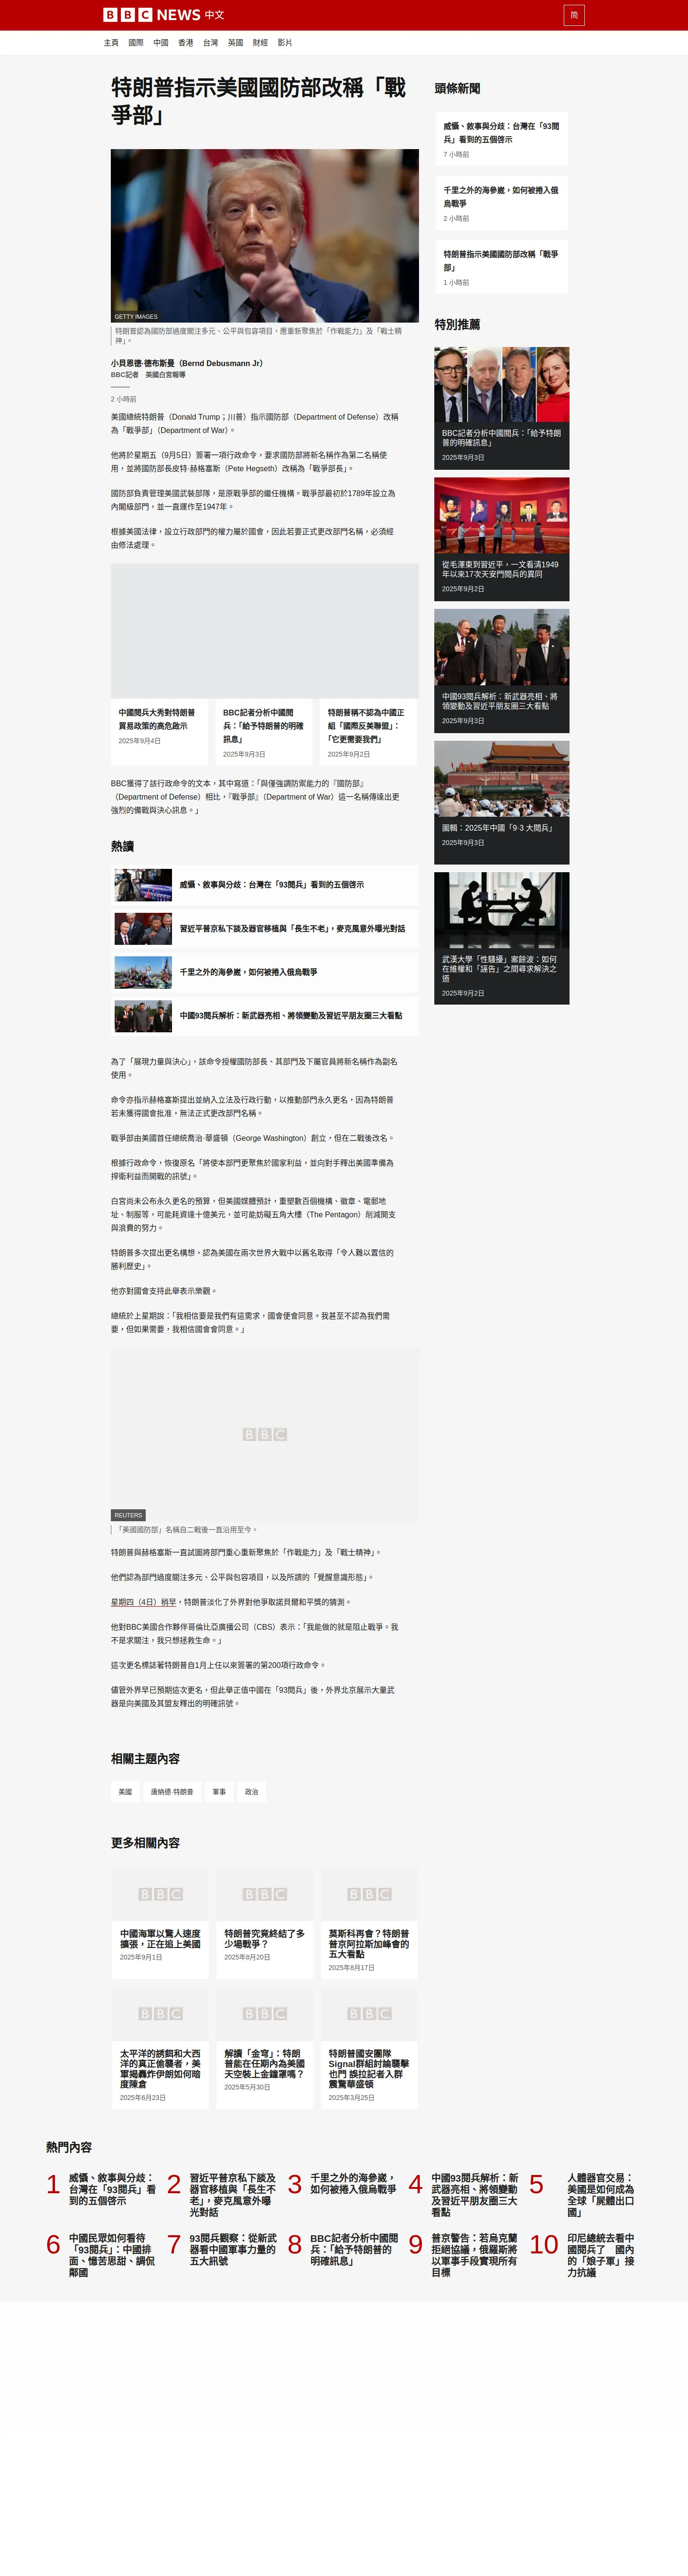 BBC NEWS 中文
简
主頁 國際 中國 香港 台灣 英國 財經 影片
特朗普指示美國國防部改稱「戰
爭部」
GETTY IMAGES
特朗普認為國防部過度關注多元、公平與包容項目，應重新聚焦於「作戰能力」及「戰士精
神」。
小貝恩德·德布斯曼（Bernd Debusmann Jr）
BBC記者 美國白宮報導
2 小時前
美國總統特朗普（Donald Trump；川普）指示國防部（Department of Defense）改稱
為「戰爭部」（Department of War）。
他將於星期五（9月5日）簽署一項行政命令，要求國防部將新名稱作為第二名稱使
用，並將國防部長皮特·赫格塞斯（Pete Hegseth）改稱為「戰爭部長」。
國防部負責管理美國武裝部隊，是原戰爭部的繼任機構。戰爭部最初於1789年設立為
內閣級部門，並一直運作至1947年。
根據美國法律，設立行政部門的權力屬於國會，因此若要正式更改部門名稱，必須經
由修法處理。
中國閱兵大秀對特朗普
貿易政策的高危啟示
2025年9月4日
BBC記者分析中國閱
兵：「給予特朗普的明確
訊息」
2025年9月3日
特朗普稱不認為中國正
組「國際反美聯盟」：
「它更需要我們」
2025年9月2日
BBC獲得了該行政命令的文本，其中寫道：「與僅強調防禦能力的『國防部』
（Department of Defense）相比，『戰爭部』（Department of War）這一名稱傳達出更
強烈的備戰與決心訊息。」
熱讀
威懾、敘事與分歧：台灣在「93閱兵」看到的五個啓示
習近平普京私下談及器官移植與「長生不老」，麥克風意外曝光對話
千里之外的海參崴，如何被捲入俄烏戰爭
中國93閱兵解析：新武器亮相、將領變動及習近平朋友圈三大看點
為了「展現力量與決心」，該命令授權國防部長、其部門及下屬官員將新名稱作為副名
使用。
命令亦指示赫格塞斯提出並納入立法及行政行動，以推動部門永久更名，因為特朗普
若未獲得國會批准，無法正式更改部門名稱。
戰爭部由美國首任總統喬治·華盛頓（George Washington）創立，但在二戰後改名。
根據行政命令，恢復原名「將使本部門更聚焦於國家利益，並向對手釋出美國準備為
捍衛利益而開戰的訊號」。
白宮尚未公布永久更名的預算，但美國媒體預計，重塑數百個機構、徽章、電郵地
址、制服等，可能耗資達十億美元，並可能妨礙五角大樓（The Pentagon）削減開支
與浪費的努力。
特朗普多次提出更名構想，認為美國在兩次世界大戰中以舊名取得「令人難以置信的
勝利歷史」。
他亦對國會支持此舉表示樂觀。
總統於上星期說：「我相信要是我們有這需求，國會便會同意。我甚至不認為我們需
要，但如果需要，我相信國會會同意。」
BBC
REUTERS
「美國國防部」名稱自二戰後一直沿用至今。
特朗普與赫格塞斯一直試圖將部門重心重新聚焦於「作戰能力」及「戰士精神」。
他們認為部門過度關注多元、公平與包容項目，以及所謂的「覺醒意識形態」。
星期四（4日）稍早，特朗普淡化了外界對他爭取諾貝爾和平獎的猜測。
他對BBC美國合作夥伴哥倫比亞廣播公司（CBS）表示：「我能做的就是阻止戰爭。我
不是求關注，我只想拯救生命。」
這次更名標誌著特朗普自1月上任以來簽署的第200項行政命令。
儘管外界早已預期這次更名，但此舉正值中國在「93閱兵」後，外界北京展示大量武
器是向美國及其盟友釋出的明確訊號。
相關主題內容
美國 唐納德·特朗普 軍事 政治
更多相關內容
BBC
中國海軍以驚人速度
擴張，正在追上美國
2025年9月1日
BBC
特朗普究竟終結了多
少場戰爭？
2025年8月20日
BBC
莫斯科再會？特朗普
普京阿拉斯加峰會的
五大看點
2025年8月17日
BBC
太平洋的誘餌和大西
洋的真正偷襲者，美
軍揭轟炸伊朗如何暗
度陳倉
2025年6月23日
BBC
解讀「金穹」：特朗
普能在任期內為美國
天空裝上金鐘罩嗎？
2025年5月30日
BBC
特朗普國安團隊
Signal群組討論襲擊
也門 誤拉記者入群
震驚華盛頓
2025年3月25日
頭條新聞
威懾、敘事與分歧：台灣在「93閱
兵」看到的五個啓示
7 小時前
千里之外的海參崴，如何被捲入俄
烏戰爭
2 小時前
特朗普指示美國國防部改稱「戰爭
部」
1 小時前
特別推薦
BBC記者分析中國閱兵：「給予特朗
普的明確訊息」
2025年9月3日
從毛澤東到習近平，一文看清1949
年以來17次天安門閱兵的異同
2025年9月2日
中國93閱兵解析：新武器亮相、將
領變動及習近平朋友圈三大看點
2025年9月3日
圖輯：2025年中國「9·3 大閱兵」
2025年9月3日
武漢大學「性騷擾」案餘波：如何
在維權和「誣告」之間尋求解決之
道
2025年9月2日
熱門內容
1 威懾、敘事與分歧：
台灣在「93閱兵」看
到的五個啓示
2 習近平普京私下談及
器官移植與「長生不
老」，麥克風意外曝
光對話
3 千里之外的海參崴，
如何被捲入俄烏戰爭
4 中國93閱兵解析：新
武器亮相、將領變動
及習近平朋友圈三大
看點
5 人體器官交易：
美國是如何成為
全球「屍體出口
國」
6 中國民眾如何看待
「93閱兵」：中國排
面、憶苦思甜、調侃
鄰國
7 93閱兵觀察：從新武
器看中國軍事力量的
五大訊號
8 BBC記者分析中國閱
兵：「給予特朗普的
明確訊息」
9 普京警告：若烏克蘭
拒絕協議，俄羅斯將
以軍事手段實現所有
目標
10 印尼總統去看中
國閱兵了 國內
的「娘子軍」接
力抗議